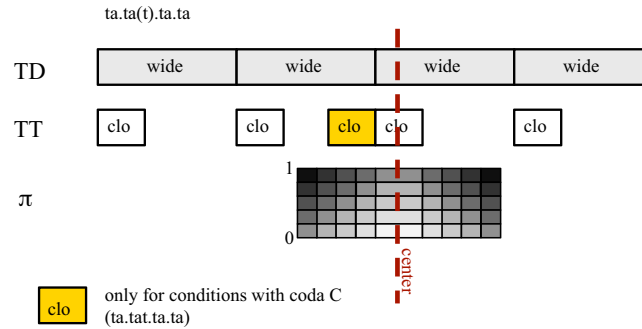 ta.ta(t).ta.ta
TD wide wide wide wide
TT clo clo clo clo clo
π 1
0
center
clo only for conditions with coda C
(ta.tat.ta.ta)